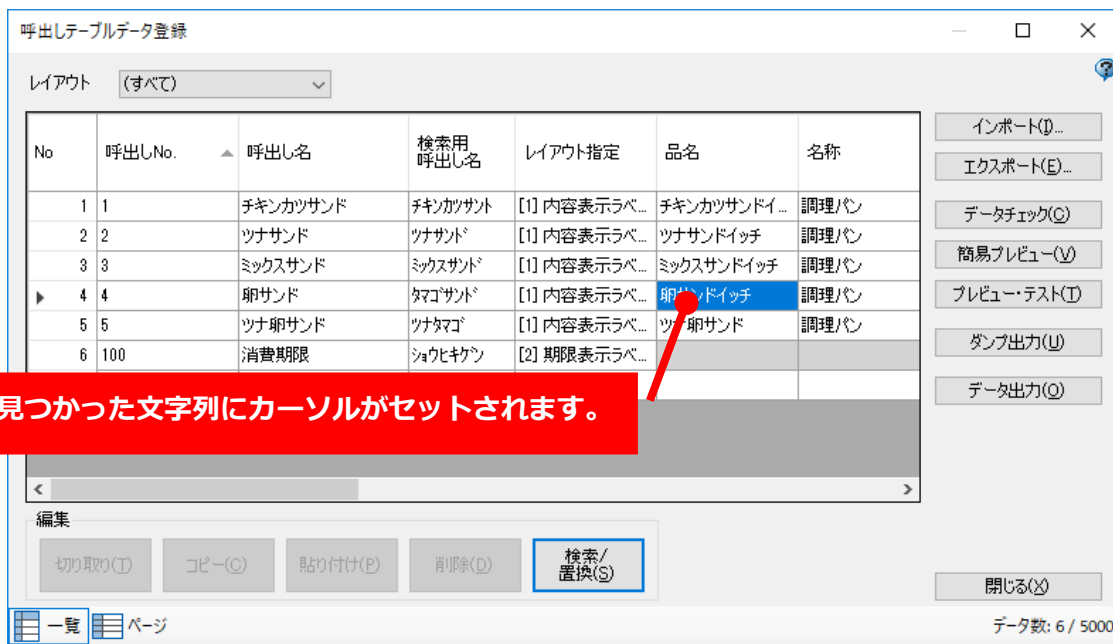 呼出しテーブルデータ登録
レイアウト (すべて)
No 呼出しNo. 呼出し名 検索用 呼出し名 レイアウト指定 品名 名称
1 1 チキンカツサンド ﾁｷﾝｶﾂｻﾝﾄ [1] 内容表示ラベ... チキンカツサンドイ... 調理パン
2 2 ツナサンド ﾂﾅｻﾝﾄﾞ [1] 内容表示ラベ... ツナサンドイッチ 調理パン
3 3 ミックスサンド ﾐｯｸｽｻﾝﾄﾞ [1] 内容表示ラベ... ミックスサンドイッチ 調理パン
4 4 卵サンド ﾀﾏｺﾞｻﾝﾄﾞ [1] 内容表示ラベ... 卵サンドイッチ 調理パン
5 5 ツナ卵サンド ﾂﾅﾀﾏｺﾞ [1] 内容表示ラベ... ツナ卵サンド 調理パン
6 100 消費期限 ｼｮｳﾋｷｹﾞﾝ [2] 期限表示ラベ...
見つかった文字列にカーソルがセットされます。
インポート(I)...
エクスポート(E)...
データチェック(C)
簡易プレビュー(V)
プレビュー・テスト(T)
ダンプ出力(U)
データ出力(O)
編集
切り取り(T) コピー(C) 貼り付け(P) 削除(D) 検索/
置換(S)
閉じる(X)
一覧 ページ データ数: 6 / 5000